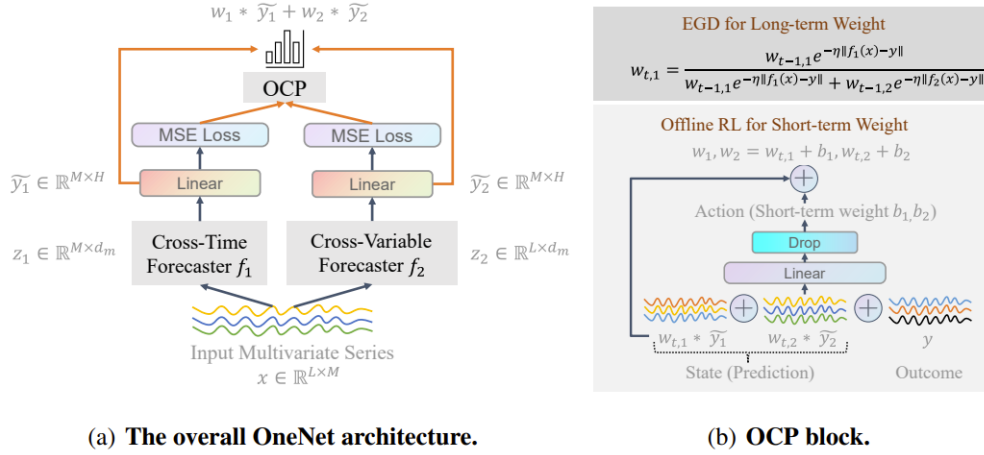 w₁ * ỹ₁ + w₂ * ỹ₂
OCP
MSE Loss MSE Loss
ỹ₁ ∈ ℝ^{M×H} Linear Linear ỹ₂ ∈ ℝ^{M×H}
z₁ ∈ ℝ^{M×d_m} Cross-Time Forecaster f₁ Cross-Variable Forecaster f₂ z₂ ∈ ℝ^{L×d_m}
Input Multivariate Series
x ∈ ℝ^{L×M}
(a) The overall OneNet architecture.
EGD for Long-term Weight
w_{t,1} = \frac{w_{t-1,1}e^{-η‖f₁(x)-y‖}}{w_{t-1,1}e^{-η‖f₁(x)-y‖} + w_{t-1,2}e^{-η‖f₂(x)-y‖}}
Offline RL for Short-term Weight
w₁, w₂ = w_{t,1} + b₁, w_{t,2} + b₂
+
Action (Short-term weight b₁,b₂)
Drop
Linear
+ +
w_{t,1} * ỹ₁ w_{t,2} * ỹ₂ y
State (Prediction) Outcome
(b) OCP block.